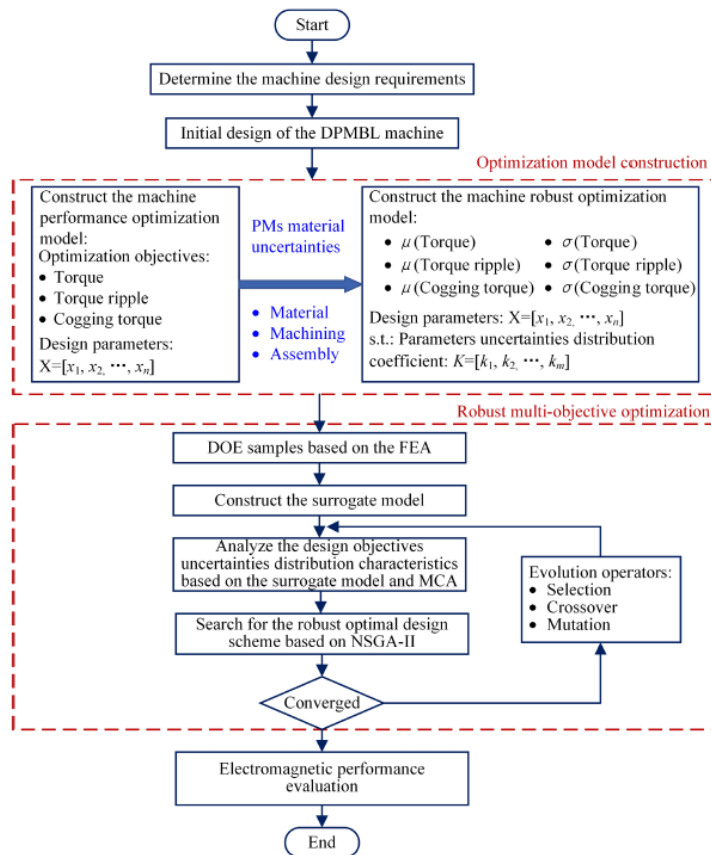 Start
Determine the machine design requirements
Initial design of the DPMBL machine
Optimization model construction
Construct the machine
performance optimization
model:
Optimization objectives:
• Torque
• Torque ripple
• Cogging torque
Design parameters:
X=[x₁, x₂, ⋯, xₙ]
PMs material
uncertainties
• Material
• Machining
• Assembly
Construct the machine robust optimization
model:
• μ(Torque) • σ(Torque)
• μ(Torque ripple) • σ(Torque ripple)
• μ(Cogging torque) • σ(Cogging torque)
Design parameters: X=[x₁, x₂, ⋯, xₙ]
s.t.: Parameters uncertainties distribution
coefficient: K=[k₁, k₂, ⋯, kₘ]
Robust multi-objective optimization
DOE samples based on the FEA
Construct the surrogate model
Analyze the design objectives
uncertainties distribution characteristics
based on the surrogate model and MCA
Search for the robust optimal design
scheme based on NSGA-II
Evolution operators:
• Selection
• Crossover
• Mutation
Converged
Electromagnetic performance
evaluation
End